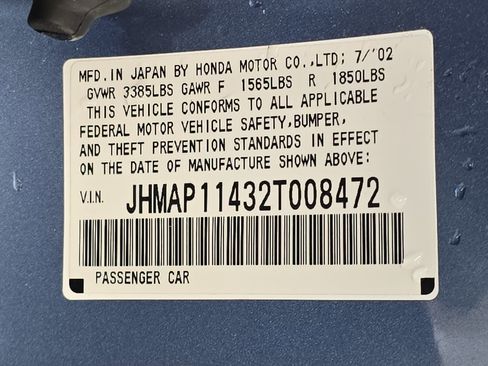 MFD. IN JAPAN BY HONDA MOTOR CO.,LTD; 7/'02
GVWR 3385LBS GAWR F 1565LBS R 1850LBS
THIS VEHICLE CONFORMS TO ALL APPLICABLE
FEDERAL MOTOR VEHICLE SAFETY,BUMPER,
AND THEFT PREVENTION STANDARDS IN EFFECT
ON THE DATE OF MANUFACTURE SHOWN ABOVE:
V.I.N. JHMAP11432T008472
PASSENGER CAR